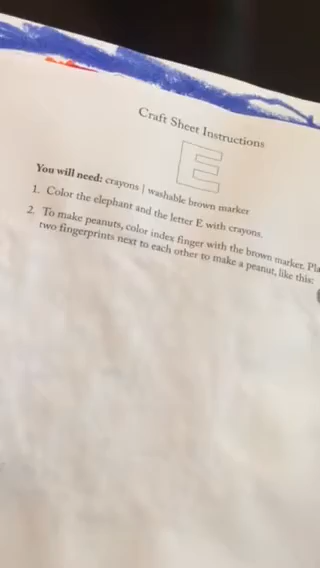 Craft Sheet Instructions
E
You will need: crayons | washable brown marker
1. Color the elephant and the letter E with crayons.
2. To make peanuts, color index finger with the brown marker. Pla
two fingerprints next to each other to make a peanut, like this: